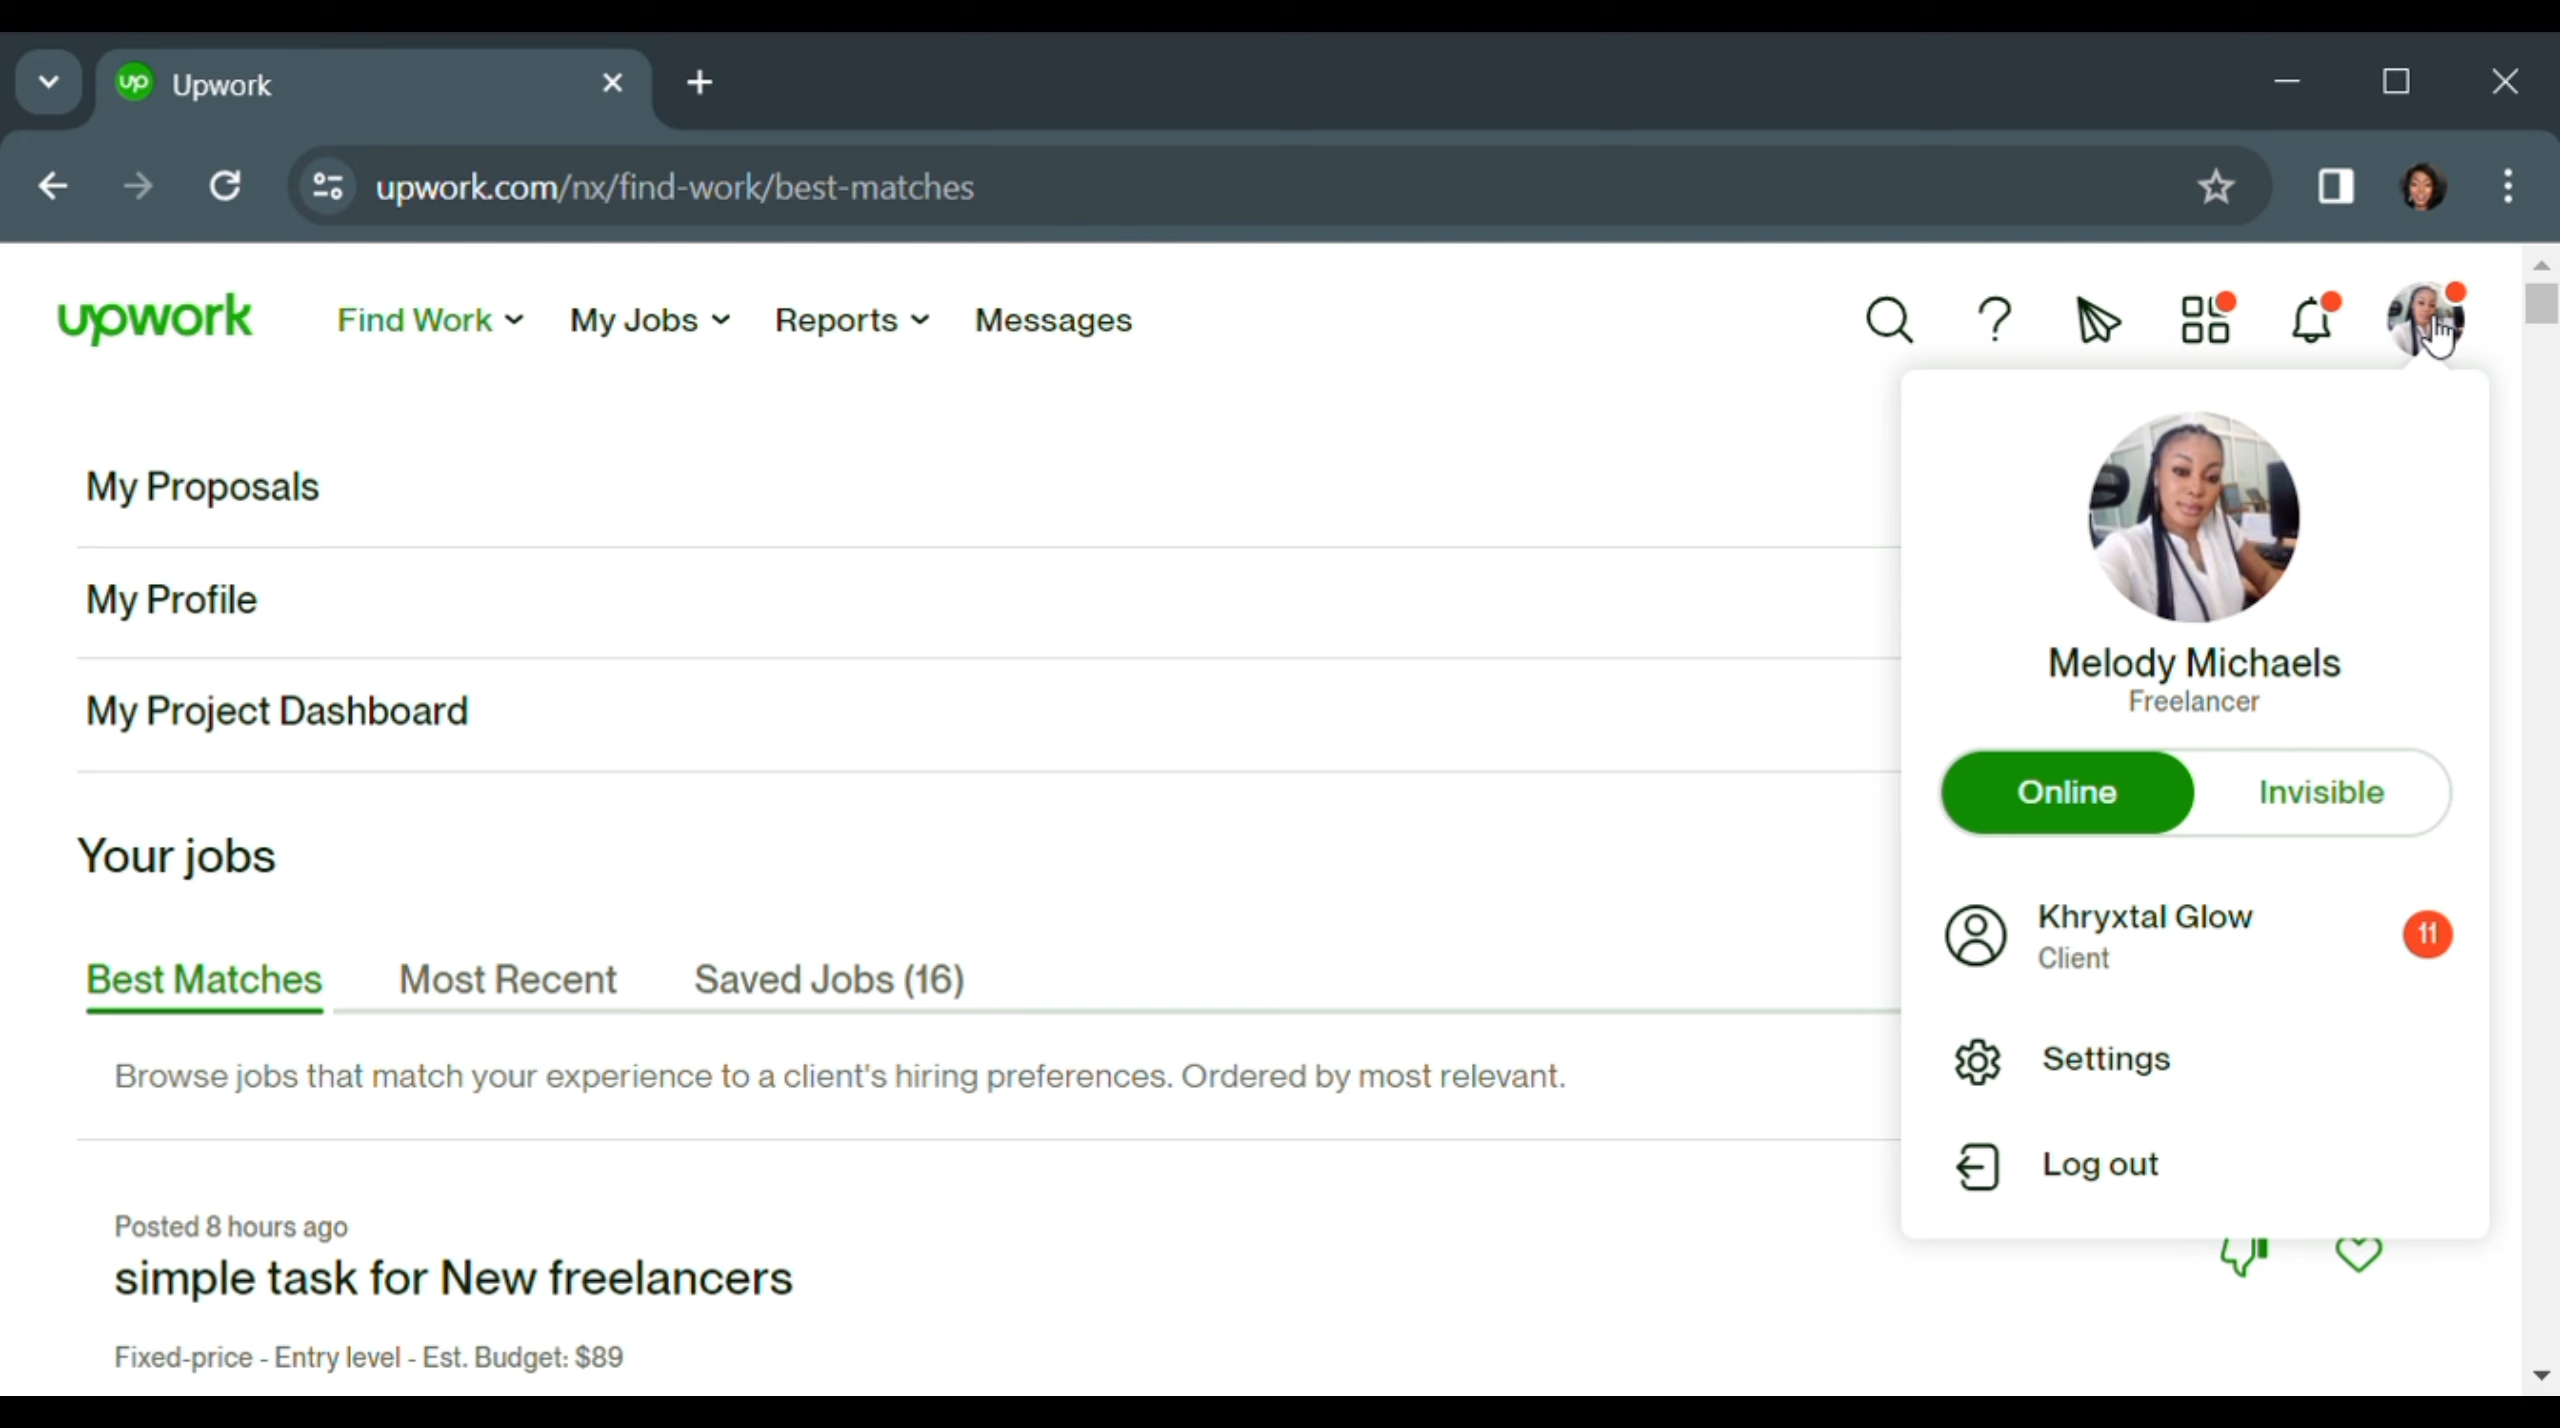 up Upwork
upwork.com/nx/find-work/best-matches
upwork Find Work My Jobs Reports Messages
My Proposals
My Profile
My Project Dashboard
Your jobs
Best Matches Most Recent Saved Jobs (16)
Browse jobs that match your experience to a client's hiring preferences. Ordered by most relevant.
Posted 8 hours ago
simple task for New freelancers
Fixed-price - Entry level - Est. Budget: $89
Melody Michaels
Freelancer
Online Invisible
Khryxtal Glow 11
Client
Settings
Log out